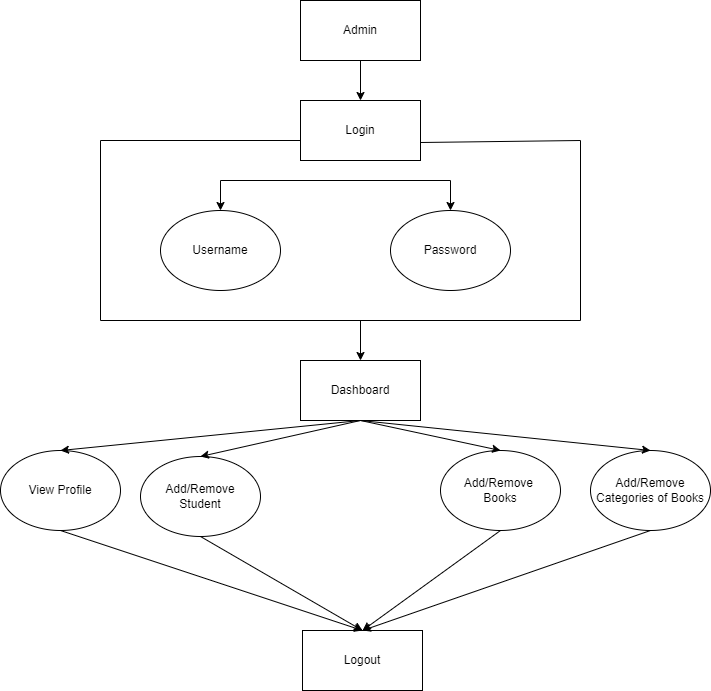 Admin
Login
Username
Password
Dashboard
View Profile
Add/Remove
Student
Add/Remove
Books
Add/Remove
Categories of Books
Logout